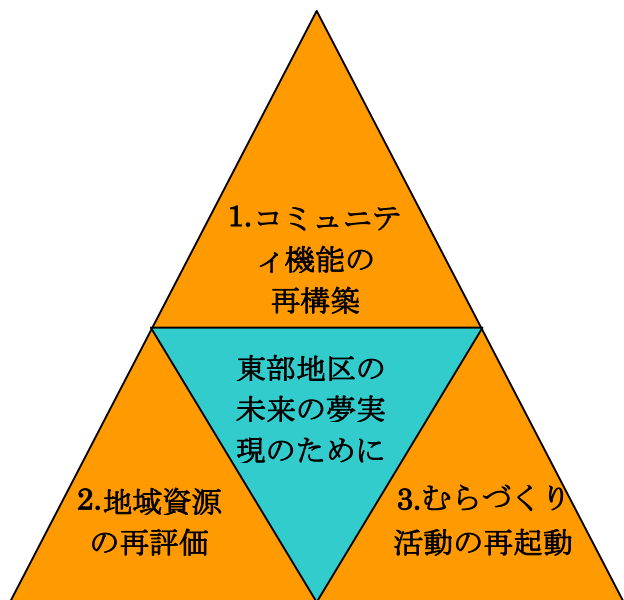 1.コミュニテ
ィ機能の
再構築
東部地区の
未来の夢実
現のために
2.地域資源
の再評価
3.むらづくり
活動の再起動